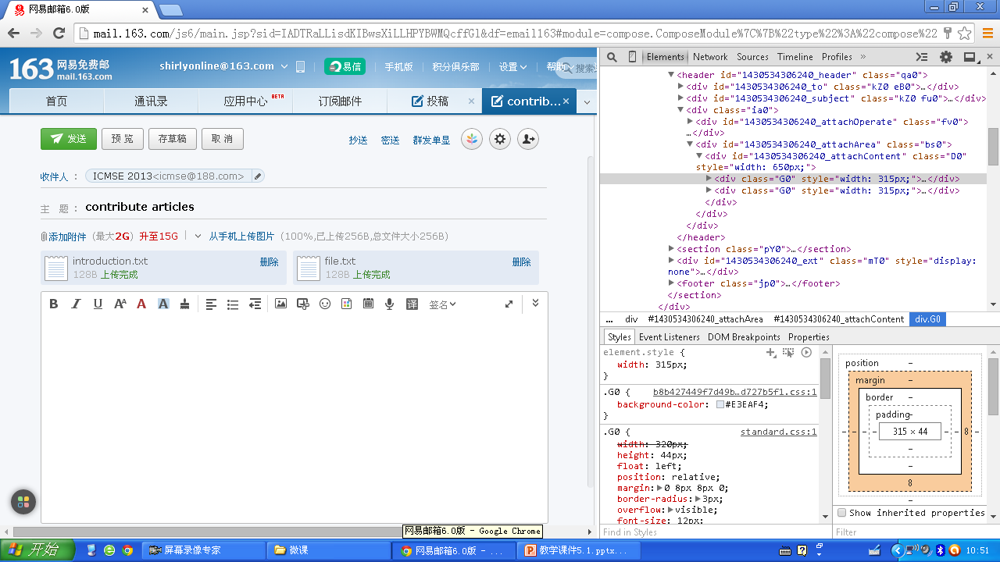 网易邮箱6.0版
mail.163.com/js6/main.jsp?sid=IADTRaLLisdKIBwwXiLLHPYBUMQcffGl&df=email163#module=compose.ComposeModule%7C%7B%22type%22%3A%22compose%22
163 网易免费邮
mail.163.com
shirlyonline@163.com
易信
手机版
积分俱乐部
设置
帮助
搜索
首页
通讯录
应用中心 BETA
订阅邮件
投稿 ×
contrib... ×
发送
预 览
存草稿
取 消
抄送
密送
群发单显
收件人 :
ICMSE 2013<icmse@188.com>
主 题 :
contribute articles
添加附件 (最大2G) 升至15G
从手机上传图片 (100%,已上传256B,总文件大小256B)
introduction.txt 删除
128B 上传完成
file.txt 删除
128B 上传完成
B I U AA A A
译 签名
Elements Network Sources Timeline Profiles »
▼<header id="1430534306240_header" class="qa0">
▶<div id="1430534306240_to" class="kZ0 eB0">…</div>
▶<div id="1430534306240_subject" class="kZ0 fu0">…</div>
▼<div class="ia0">
▶<div id="1430534306240_attachOperate" class="fv0">
…</div>
▼<div id="1430534306240_attachArea" class="bs0">
▼<div id="1430534306240_attachContent" class="D0"
style="width: 650px;">
▶<div class="G0" style="width: 315px;">…</div>
▶<div class="G0" style="width: 315px;">…</div>
</div>
</div>
</div>
</header>
▶<section class="pY0">…</section>
▶<div id="1430534306240_ext" class="mT0" style="display:
none">…</div>
▶<footer class="jp0">…</footer>
</section>
</div>
... div #1430534306240_attachArea #1430534306240_attachContent div.G0
Styles Event Listeners DOM Breakpoints Properties
element.style {
width: 315px;
}
.G0 { b8b427449f7d49b…d727b5f1.css:1
background-color: #E3EAF4;
}
.G0 { standard.css:1
width: 320px;
height: 44px;
float: left;
position: relative;
margin:▶0 8px 8px 0;
border-radius:▶3px;
overflow:▶visible;
font-size: 12px;
Find in Styles
position –
margin –
border –
padding –
– – – – 315 × 44 – – 8 –
–
–
8
–
Show inherited properties
Filter
网易邮箱6.0版 - Google Chrome
开始
屏幕录像专家
微课
网易邮箱6.0版 - ...
教学课件5.1.pptx...
10:51